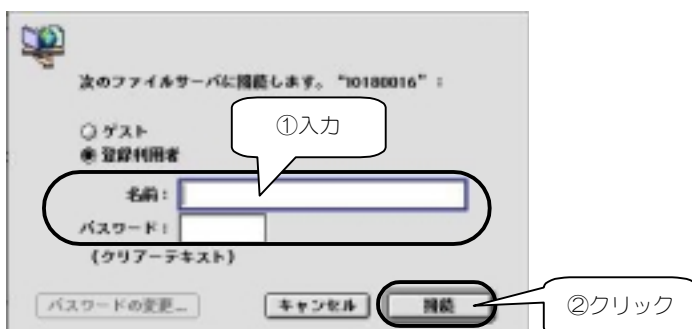 次のファイルサーバに接続します。“10180016”：
①入力
ゲスト
登録利用者
名前：
パスワード：
(クリアーテキスト)
パスワードの変更...
キャンセル
接続
②クリック